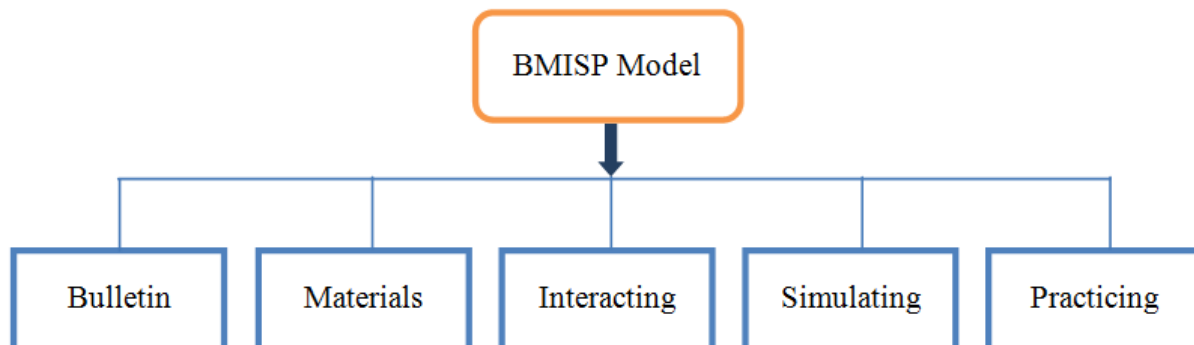 BMISP Model
Bulletin
Materials
Interacting
Simulating
Practicing